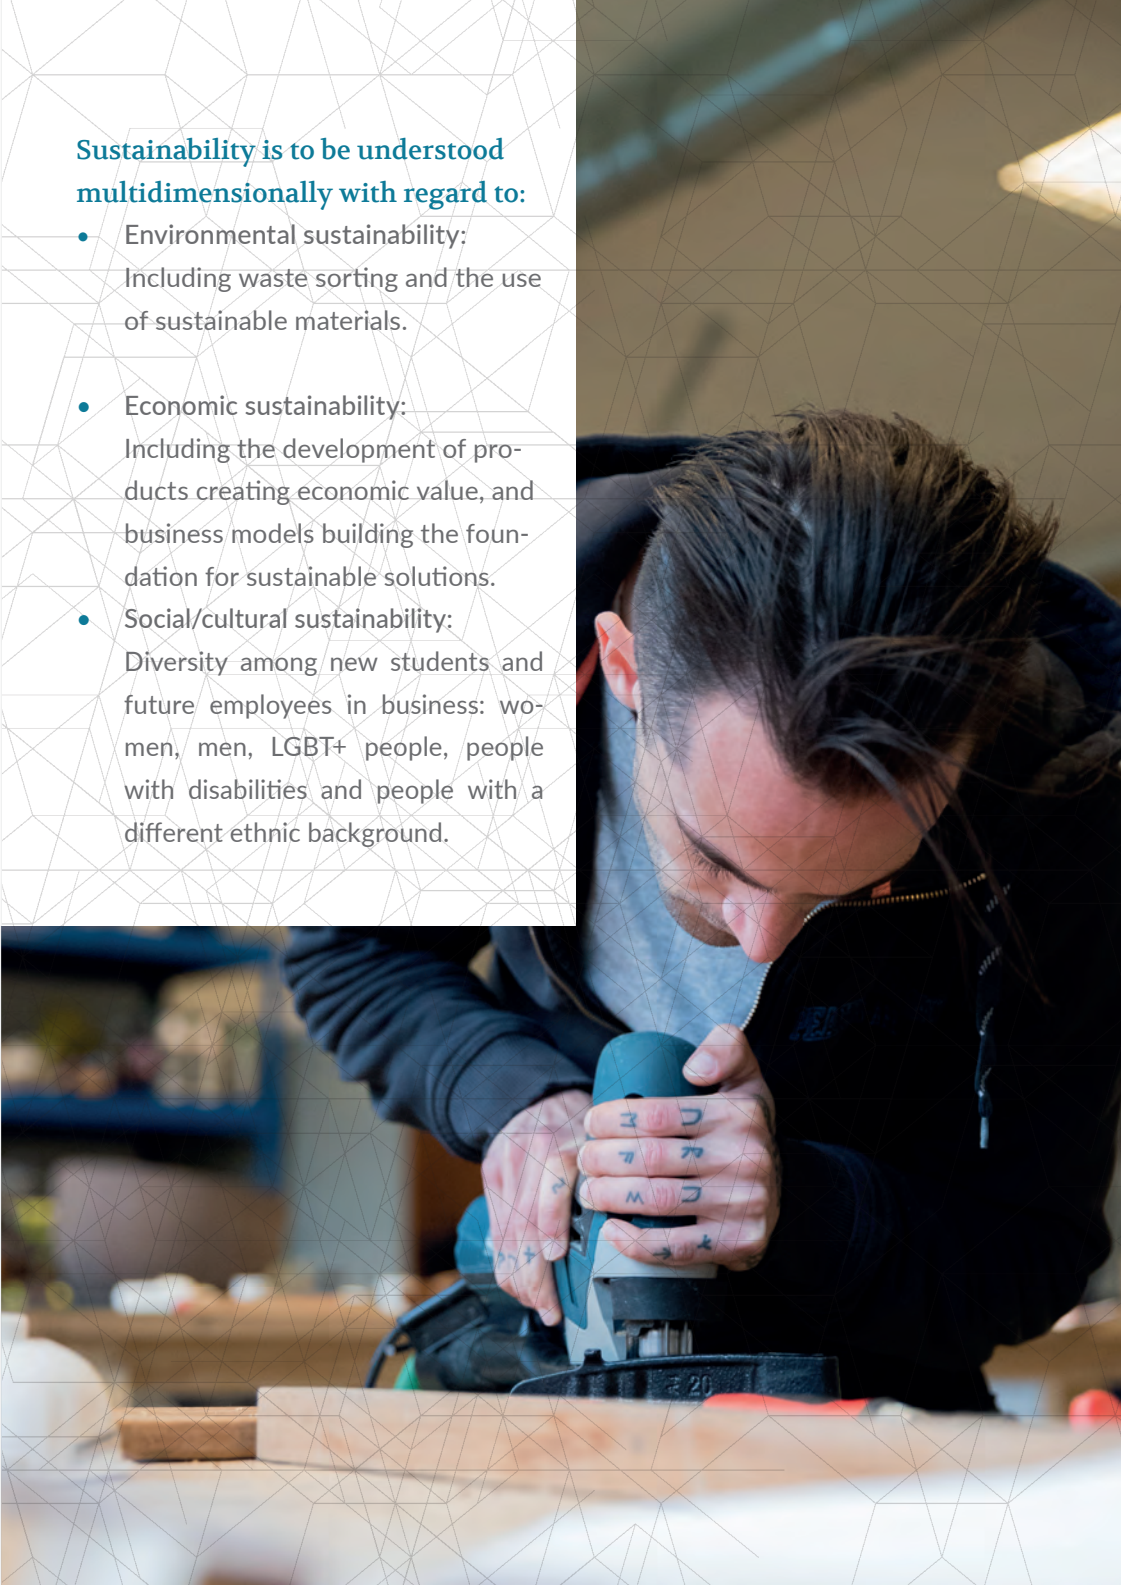 Sustainability is to be understood
multidimensionally with regard to:
• Environmental sustainability:
Including waste sorting and the use
of sustainable materials.
• Economic sustainability:
Including the development of pro-
ducts creating economic value, and
business models building the foun-
dation for sustainable solutions.
• Social/cultural sustainability:
Diversity among new students and
future employees in business: wo-
men, men, LGBT+ people, people
with disabilities and people with a
different ethnic background.
20